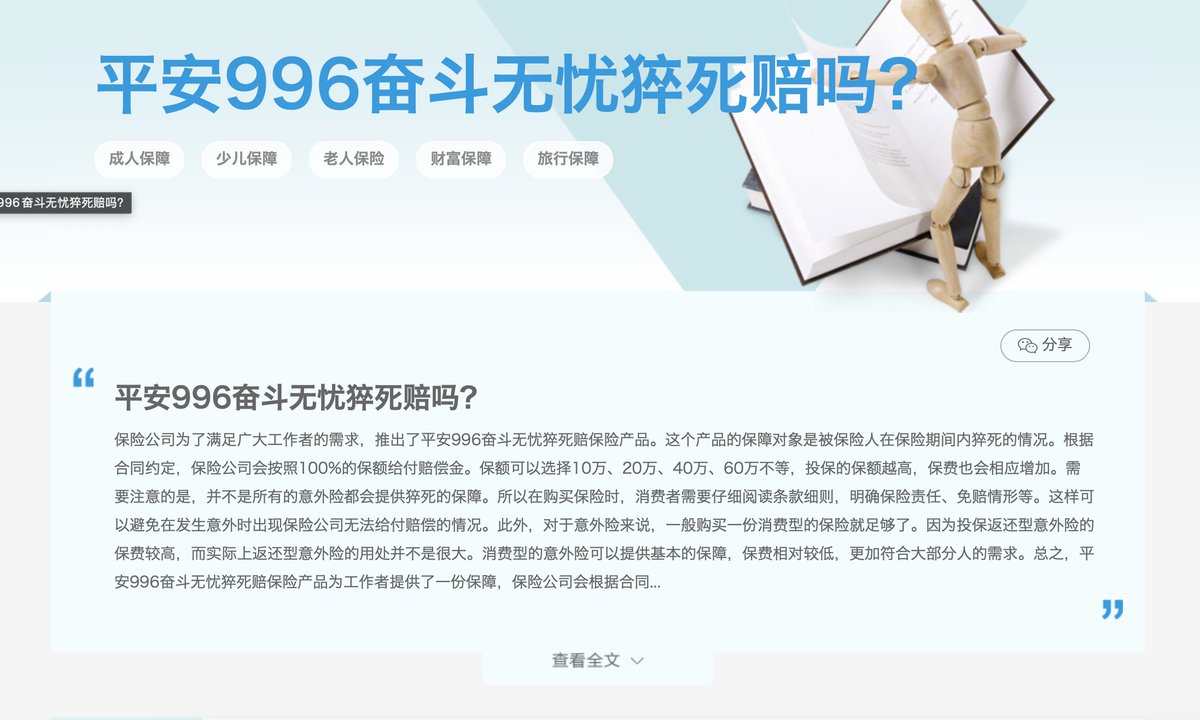 平安996奋斗无忧猝死赔吗?
成人保障 少儿保障 老人保险 财富保障 旅行保障
996奋斗无忧猝死赔吗?
分享
“
平安996奋斗无忧猝死赔吗?
保险公司为了满足广大工作者的需求，推出了平安996奋斗无忧猝死赔保险产品。这个产品的保障对象是被保险人在保险期间内猝死的情况。根据
合同约定，保险公司会按照100%的保额给付赔偿金。保额可以选择10万、20万、40万、60万不等，投保的保额越高，保费也会相应增加。需
要注意的是，并不是所有的意外险都会提供猝死的保障。所以在购买保险时，消费者需要仔细阅读条款细则，明确保险责任、免赔情形等。这样可
以避免在发生意外时出现保险公司无法给付赔偿的情况。此外，对于意外险来说，一般购买一份消费型的保险就足够了。因为投保返还型意外险的
保费较高，而实际上返还型意外险的用处并不是很大。消费型的意外险可以提供基本的保障，保费相对较低，更加符合大部分人的需求。总之，平
安996奋斗无忧猝死赔保险产品为工作者提供了一份保障，保险公司会根据合同...
”
查看全文